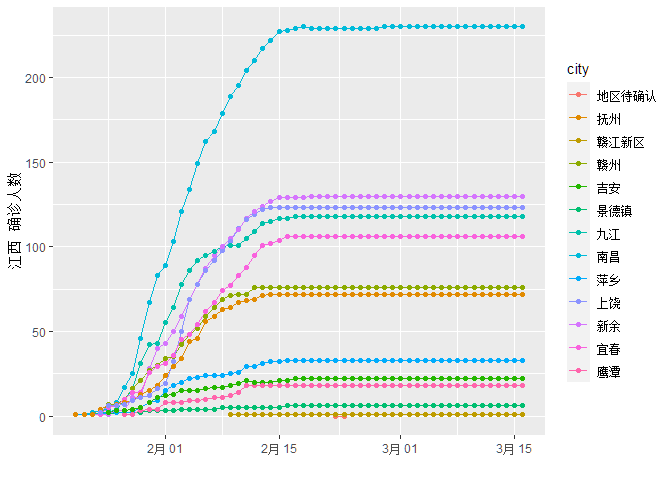 江西 确诊人数
200
150
100
50
0
2月 01
2月 15
3月 01
3月 15
city
地区待确认
抚州
赣江新区
赣州
吉安
景德镇
九江
南昌
萍乡
上饶
新余
宜春
鹰潭